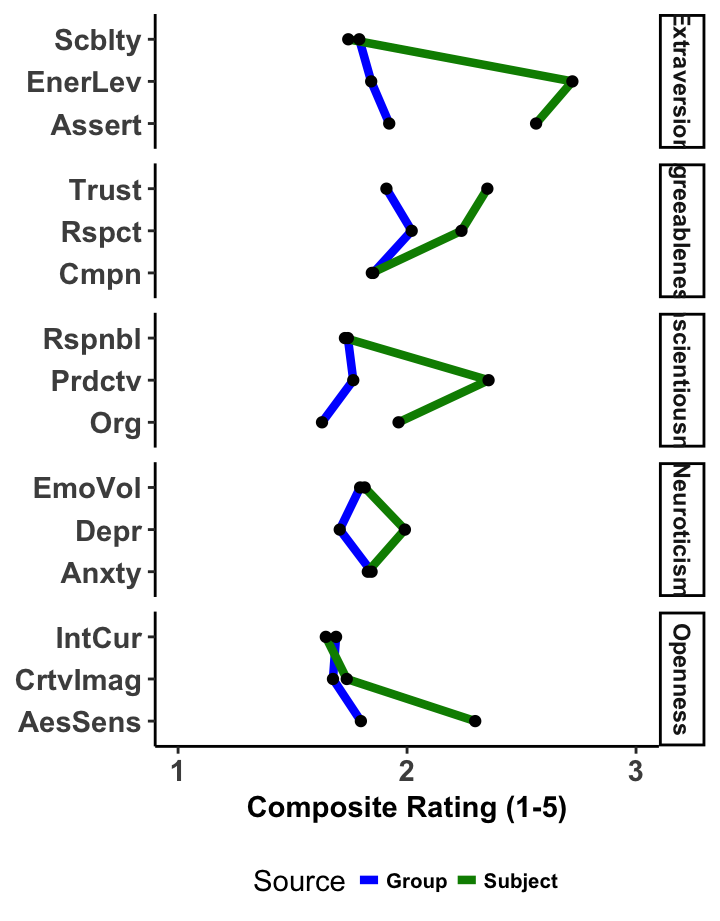 Scblty
EnerLev
Assert
Extraversion
Trust
Rspct
Cmpn
greeablenes
Rspnbl
Prdctv
Org
scientiousn
EmoVol
Depr
Anxty
Neuroticism
IntCur
CrtvImag
AesSens
Openness
1 2 3
Composite Rating (1-5)
Source Group Subject